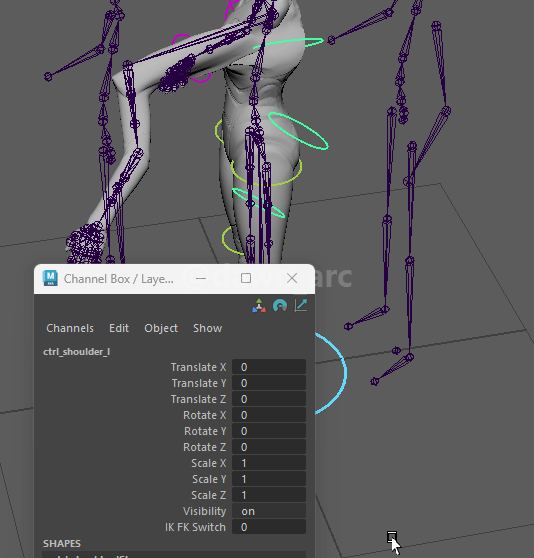 Channel Box / Laye...
Channels Edit Object Show
ctrl_shoulder_l
Translate X 0
Translate Y 0
Translate Z 0
Rotate X 0
Rotate Y 0
Rotate Z 0
Scale X 1
Scale Y 1
Scale Z 1
Visibility on
IK FK Switch 0
SHAPES